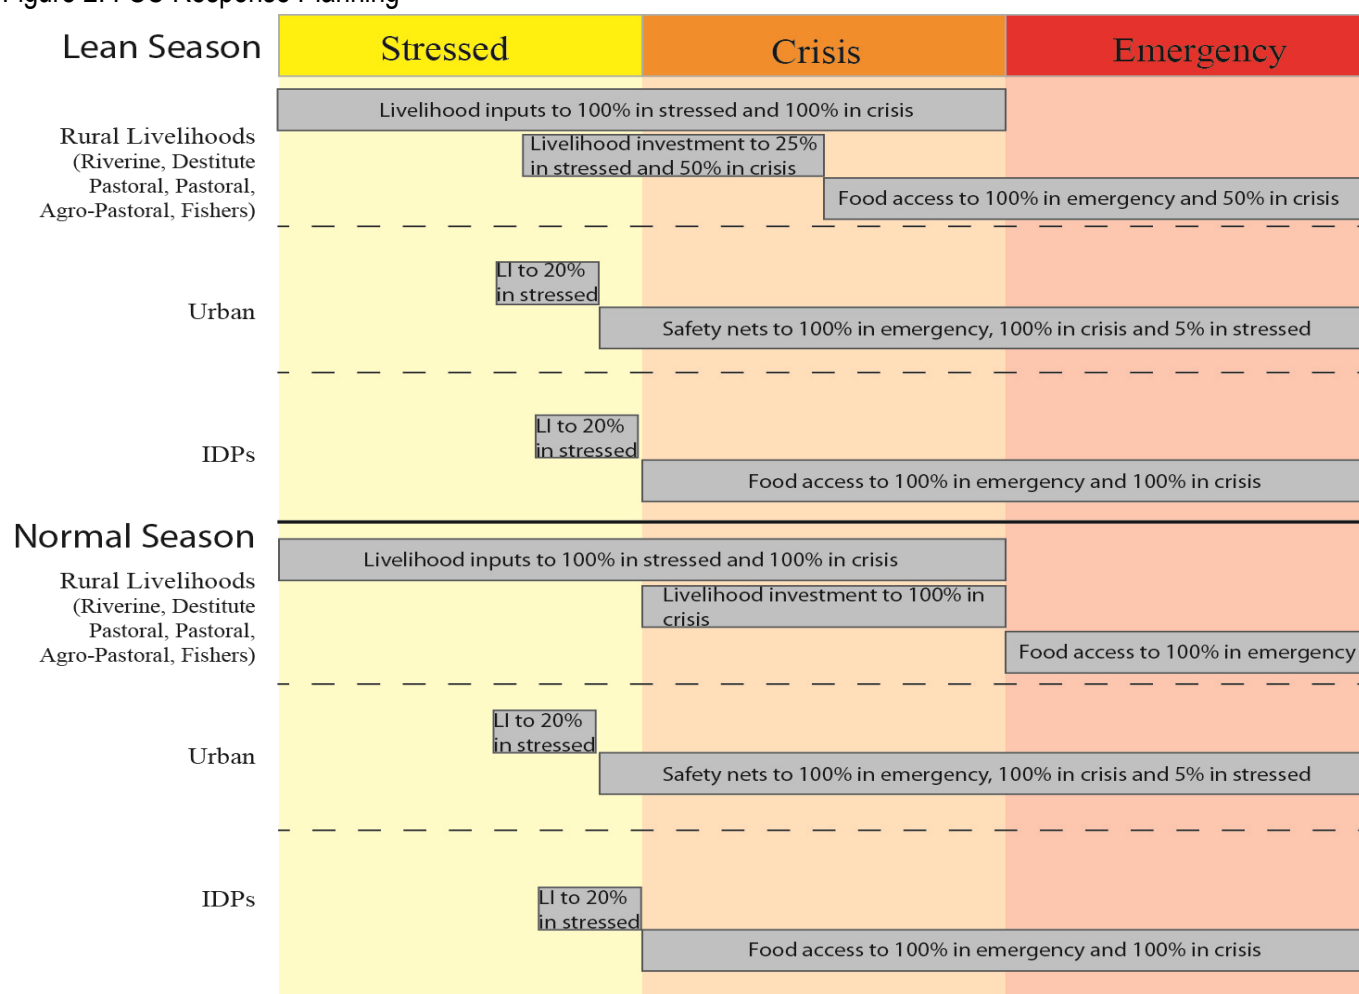 Lean Season
Stressed
Crisis
Emergency
Rural Livelihoods
(Riverine, Destitute
Pastoral, Pastoral,
Agro-Pastoral, Fishers)
Livelihood inputs to 100% in stressed and 100% in crisis
Livelihood investment to 25%
in stressed and 50% in crisis
Food access to 100% in emergency and 50% in crisis
Urban
LI to 20%
in stressed
Safety nets to 100% in emergency, 100% in crisis and 5% in stressed
IDPs
LI to 20%
in stressed
Food access to 100% in emergency and 100% in crisis
Normal Season
Rural Livelihoods
(Riverine, Destitute
Pastoral, Pastoral,
Agro-Pastoral, Fishers)
Livelihood inputs to 100% in stressed and 100% in crisis
Livelihood investment to 100% in
crisis
Food access to 100% in emergency
Urban
LI to 20%
in stressed
Safety nets to 100% in emergency, 100% in crisis and 5% in stressed
IDPs
LI to 20%
in stressed
Food access to 100% in emergency and 100% in crisis